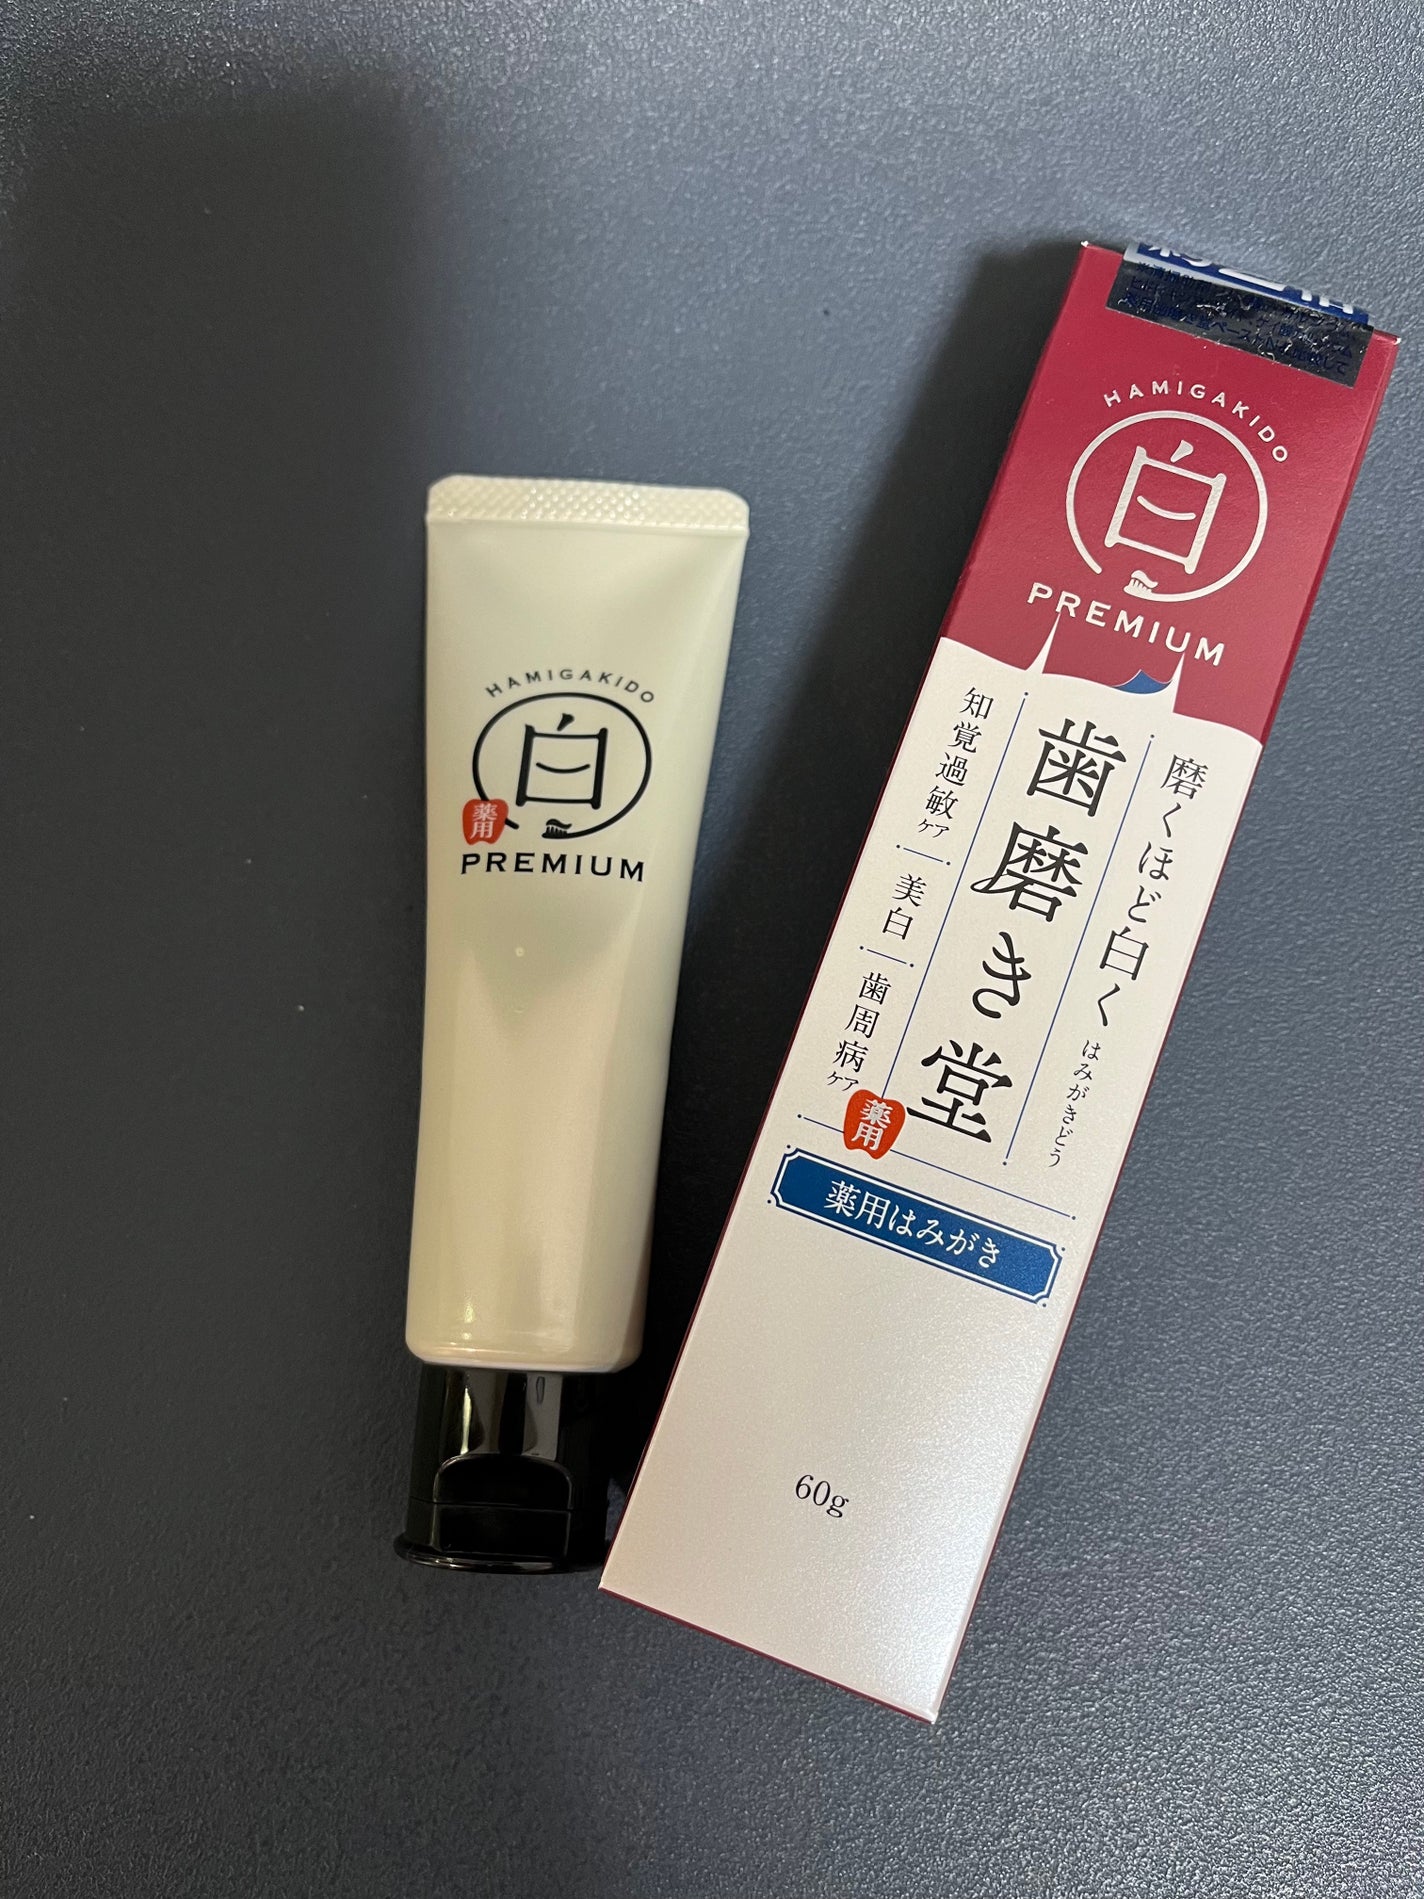 HAMIGAKIDO
白
薬用
PREMIUM
HAMIGAKIDO
白
PREMIUM
磨くほど白く
はみがきどう
歯磨き堂
知覚過敏ケア
美白
歯周病ケア
薬用
薬用はみがき
60g